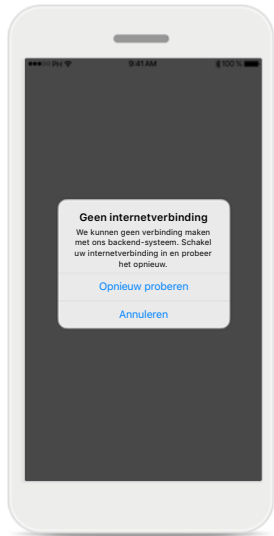 9:41 AM 100 %
Geen internetverbinding
We kunnen geen verbinding maken
met ons backend-systeem. Schakel
uw internetverbinding in en probeer
het opnieuw.
Opnieuw proberen
Annuleren